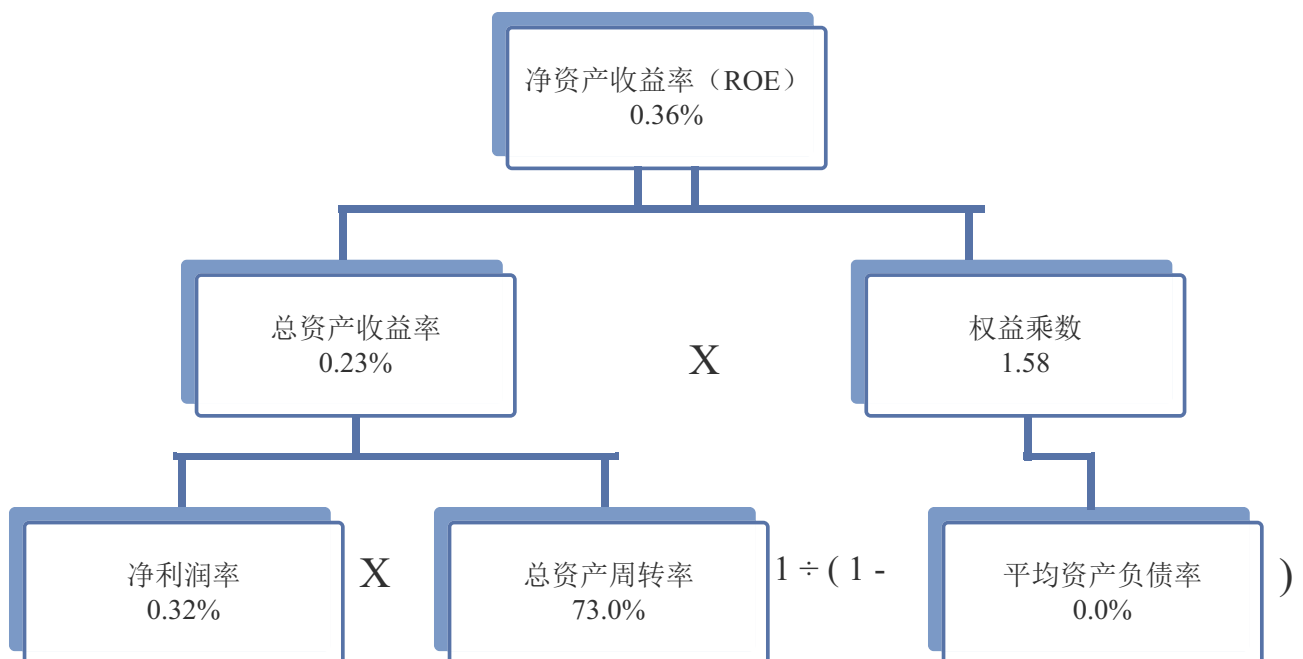 净资产收益率（ROE）
0.36%
总资产收益率
0.23%
X
权益乘数
1.58
净利润率
0.32%
X
总资产周转率
73.0%
1 ÷ ( 1 -
平均资产负债率
0.0%
)